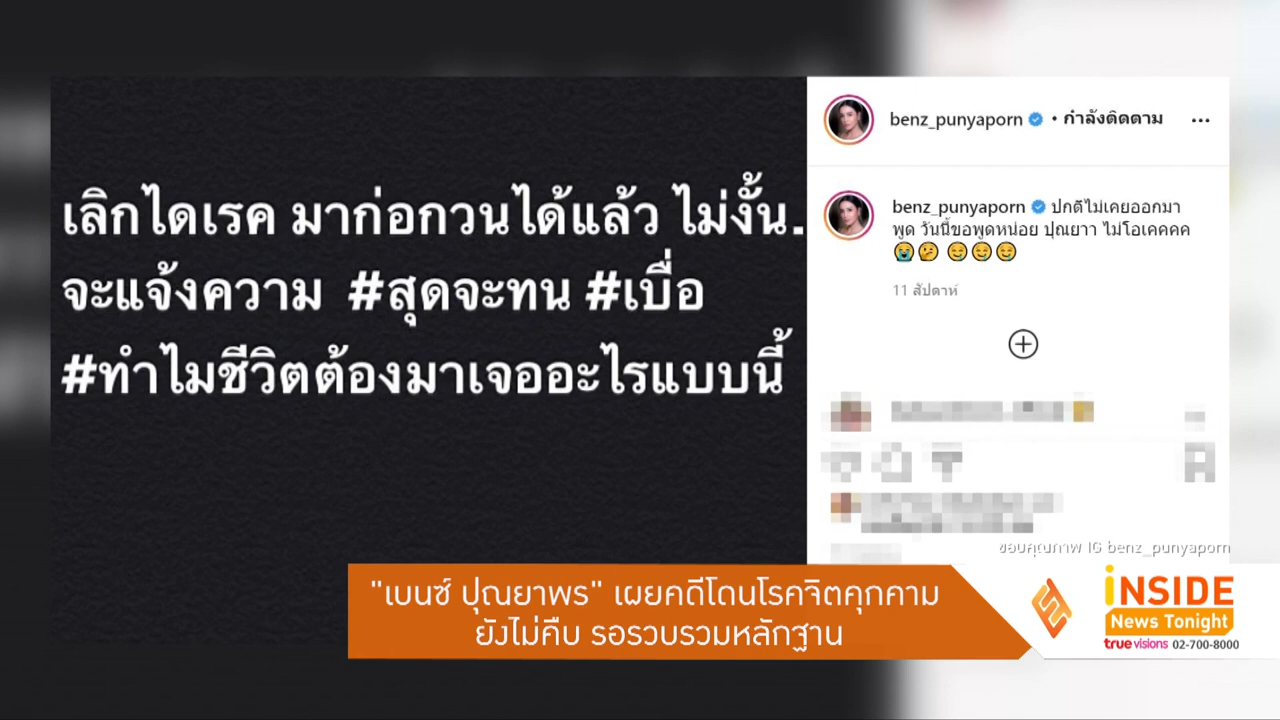 เลิกไดเรค มาก่อกวนได้แล้ว ไม่งั้น.
จะแจ้งความ #สุดจะทน #เบื่อ
#ทำไมชีวิตต้องมาเจออะไรแบบนี้
benz_punyaporn • กำลังติดตาม ...
benz_punyaporn ปกติไม่เคยออกมา
พูด วันนี้ขอพูดหน่อย ปุณยาา ไม่โอเคคคค
😭🤔 😌😌😌
11 สัปดาห์
ขอบคุณภาพ IG benz_punyaporn
"เบนซ์ ปุณยาพร" เผยคดีโดนโรคจิตคุกคาม
ยังไม่คืบ รอรวบรวมหลักฐาน
iNSIDE
News Tonight
truevisions 02-700-8000